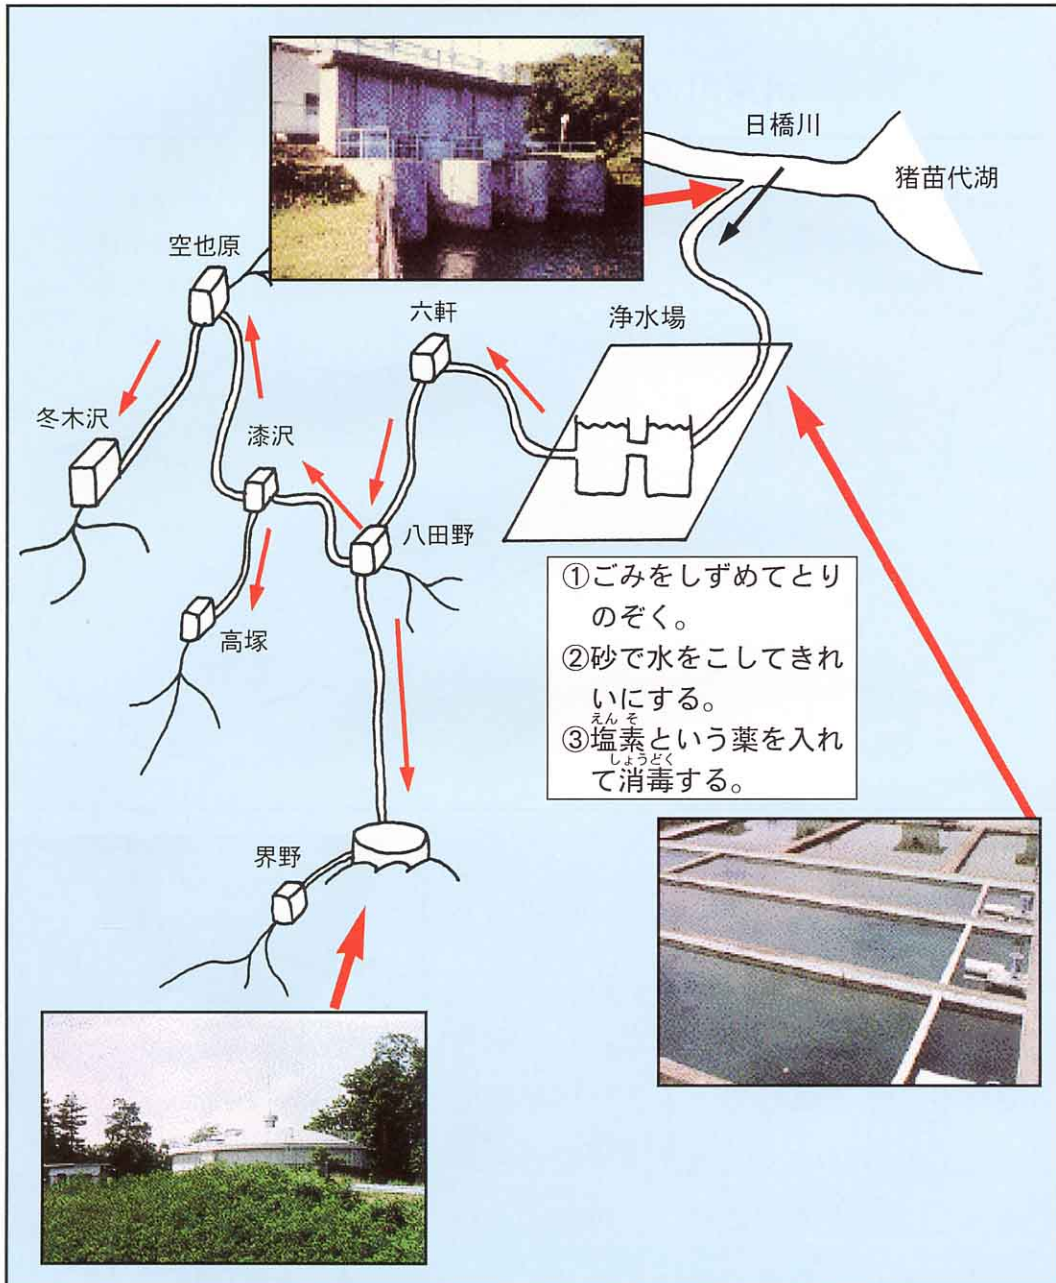 日橋川
猪苗代湖
空也原
六軒
浄水場
冬木沢
漆沢
八田野
高塚
①ごみをしずめてとり
のぞく。
②砂で水をこしてきれ
いにする。
えんそ
③塩素という薬を入れ
しょうどく
て消毒する。
界野